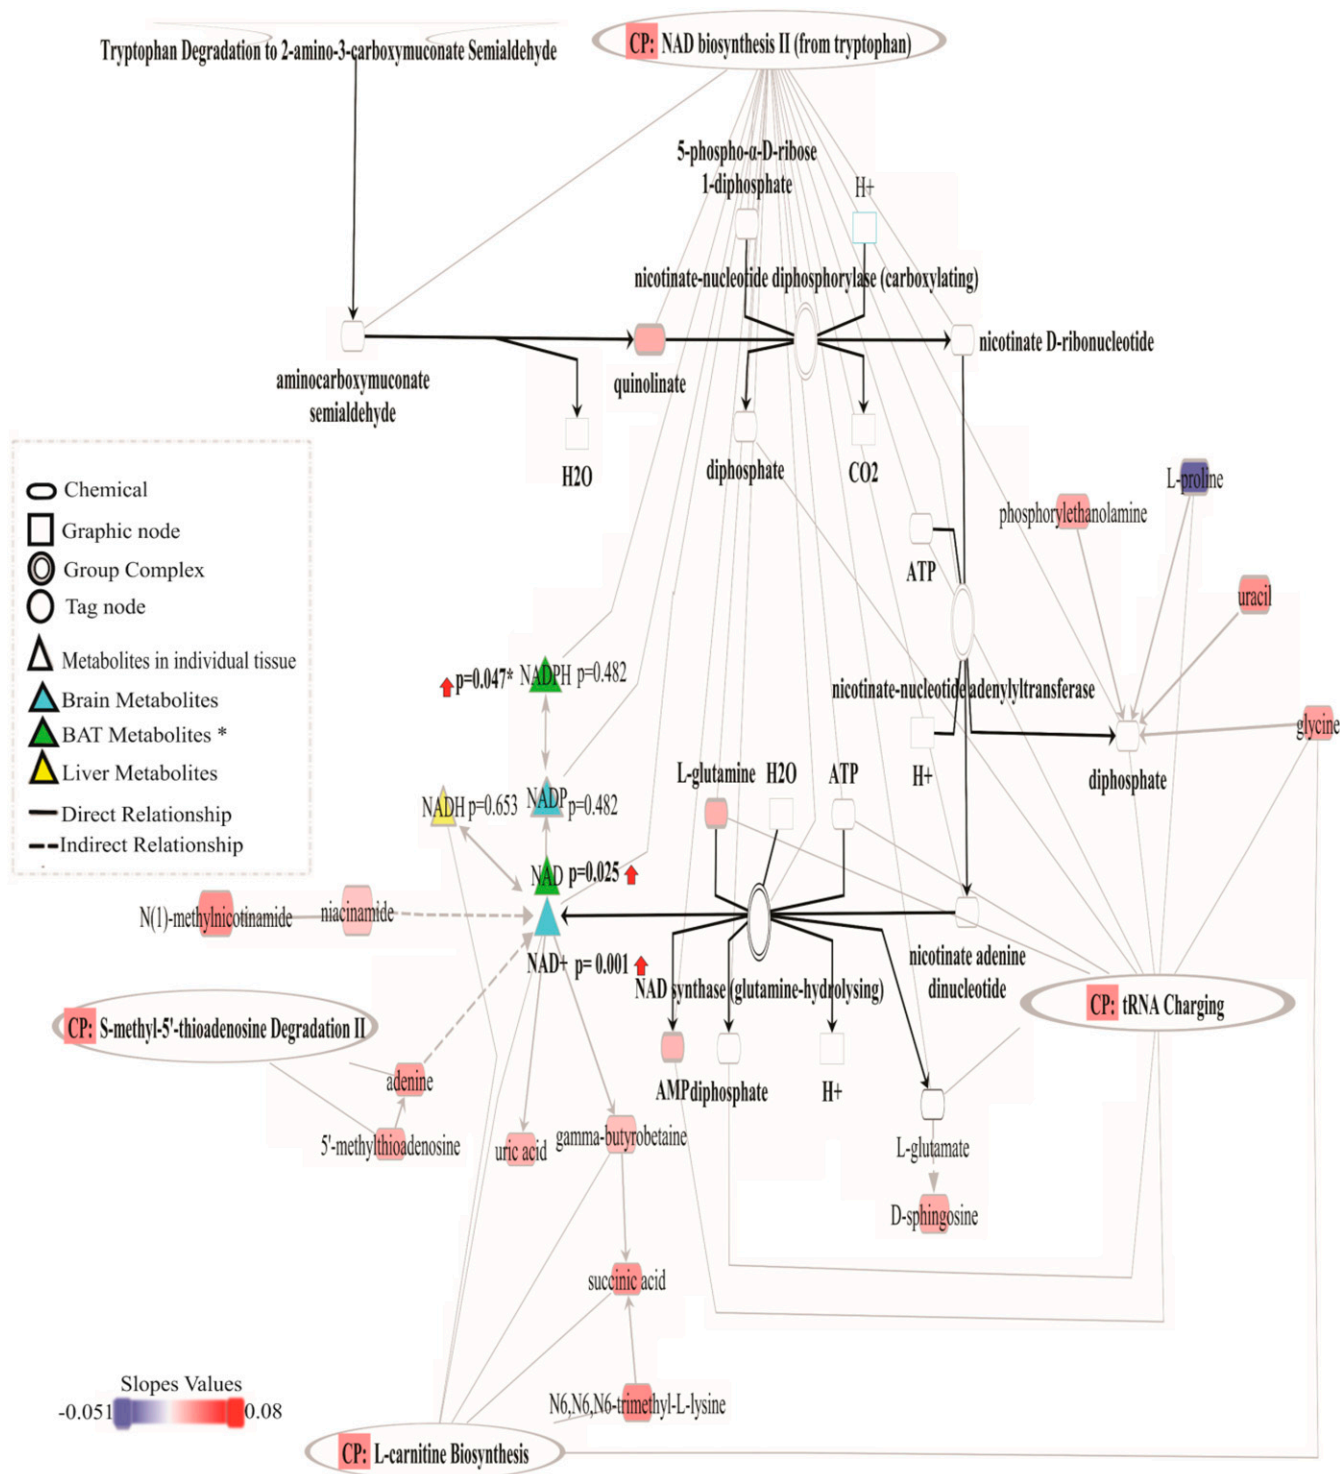 CP: NAD biosynthesis II (from tryptophan)
Tryptophan Degradation to 2-amino-3-carboxymuconate Semialdehyde
5-phospho-α-D-ribose
1-diphosphate
H+
nicotinate-nucleotide diphosphorylase (carboxylating)
nicotinate D-ribonucleotide
aminocarboxymuconate
semialdehyde
quinolinate
H2O
diphosphate
CO2
L-proline
phosphorylethanolamine
ATP
uracil
Chemical
Graphic node
Group Complex
Tag node
Metabolites in individual tissue
Brain Metabolites
BAT Metabolites *
Liver Metabolites
Direct Relationship
Indirect Relationship
p=0.047* NADPH p=0.482
nicotinate-nucleotide adenylyltransferase
glycine
H+
diphosphate
L-glutamine H2O ATP
NADH p=0.653
NADP p=0.482
NAD p=0.025
N(1)-methylnicotinamide
niacinamide
NAD+ p= 0.001
nicotinate adenine
dinucleotide
NAD synthase (glutamine-hydrolysing)
CP: tRNA Charging
CP: S-methyl-5'-thioadenosine Degradation II
adenine
AMP diphosphate H+
5'-methylthioadenosine
uric acid
gamma-butyrobetaine
L-glutamate
D-sphingosine
succinic acid
Slopes Values
-0.051 0.08
N6,N6,N6-trimethyl-L-lysine
CP: L-carnitine Biosynthesis